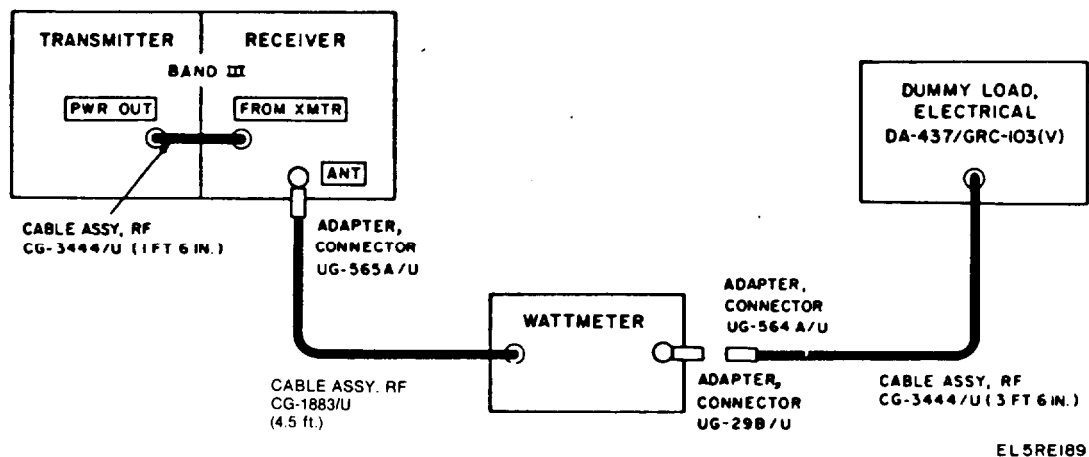 TRANSMITTER
RECEIVER
BAND III
PWR OUT
FROM XMTR
ANT
CABLE ASSY, RF
CG-3444/U (1 FT 6 IN.)
ADAPTER,
CONNECTOR
UG-565A/U
WATTMETER
CABLE ASSY. RF
CG-1883/U
(4.5 ft.)
ADAPTER,
CONNECTOR
UG-564A/U
ADAPTER,
CONNECTOR
UG-29B/U
DUMMY LOAD,
ELECTRICAL
DA-437/GRC-103(V)
CABLE ASSY, RF
CG-3444/U (3 FT 6 IN.)
EL5RE189